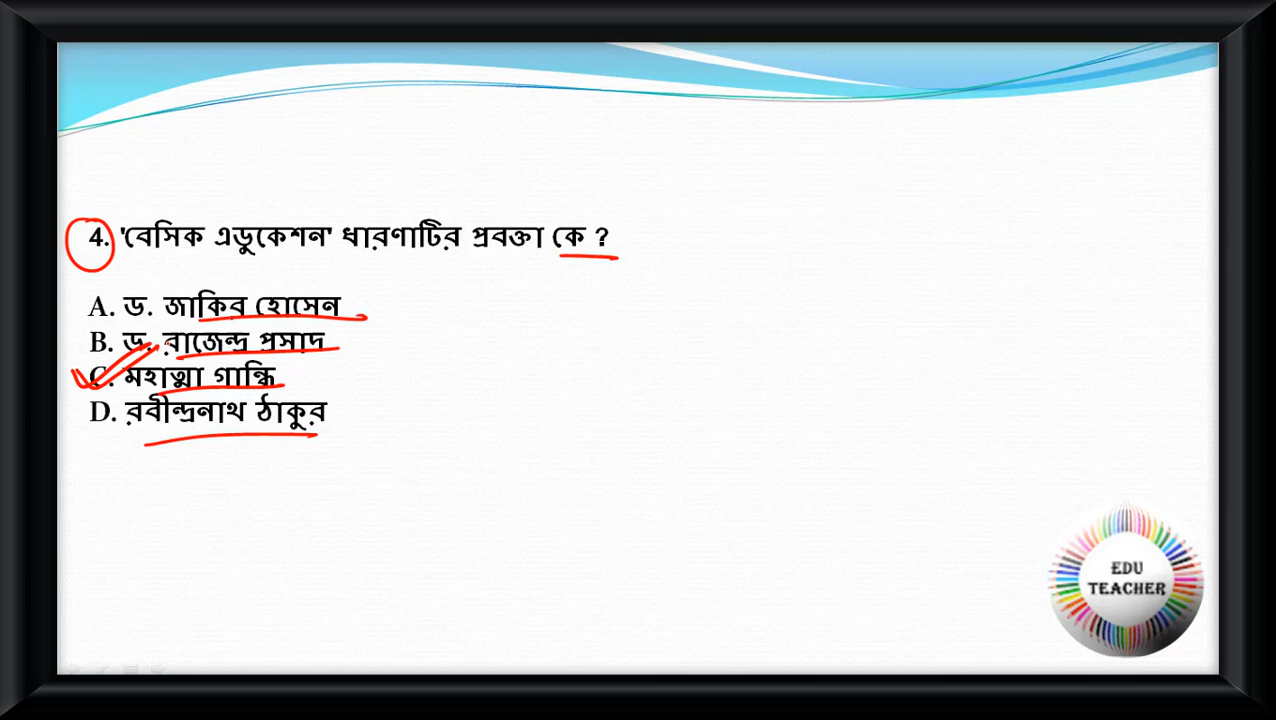 4. 'বেসিক এডুকেশন' ধারণাটির প্রবক্তা কে ?
A. ড. জাকির হোসেন
B. ড. রাজেন্দ্র প্রসাদ
C. মহাত্মা গান্ধি
D. রবীন্দ্রনাথ ঠাকুর
EDU
TEACHER